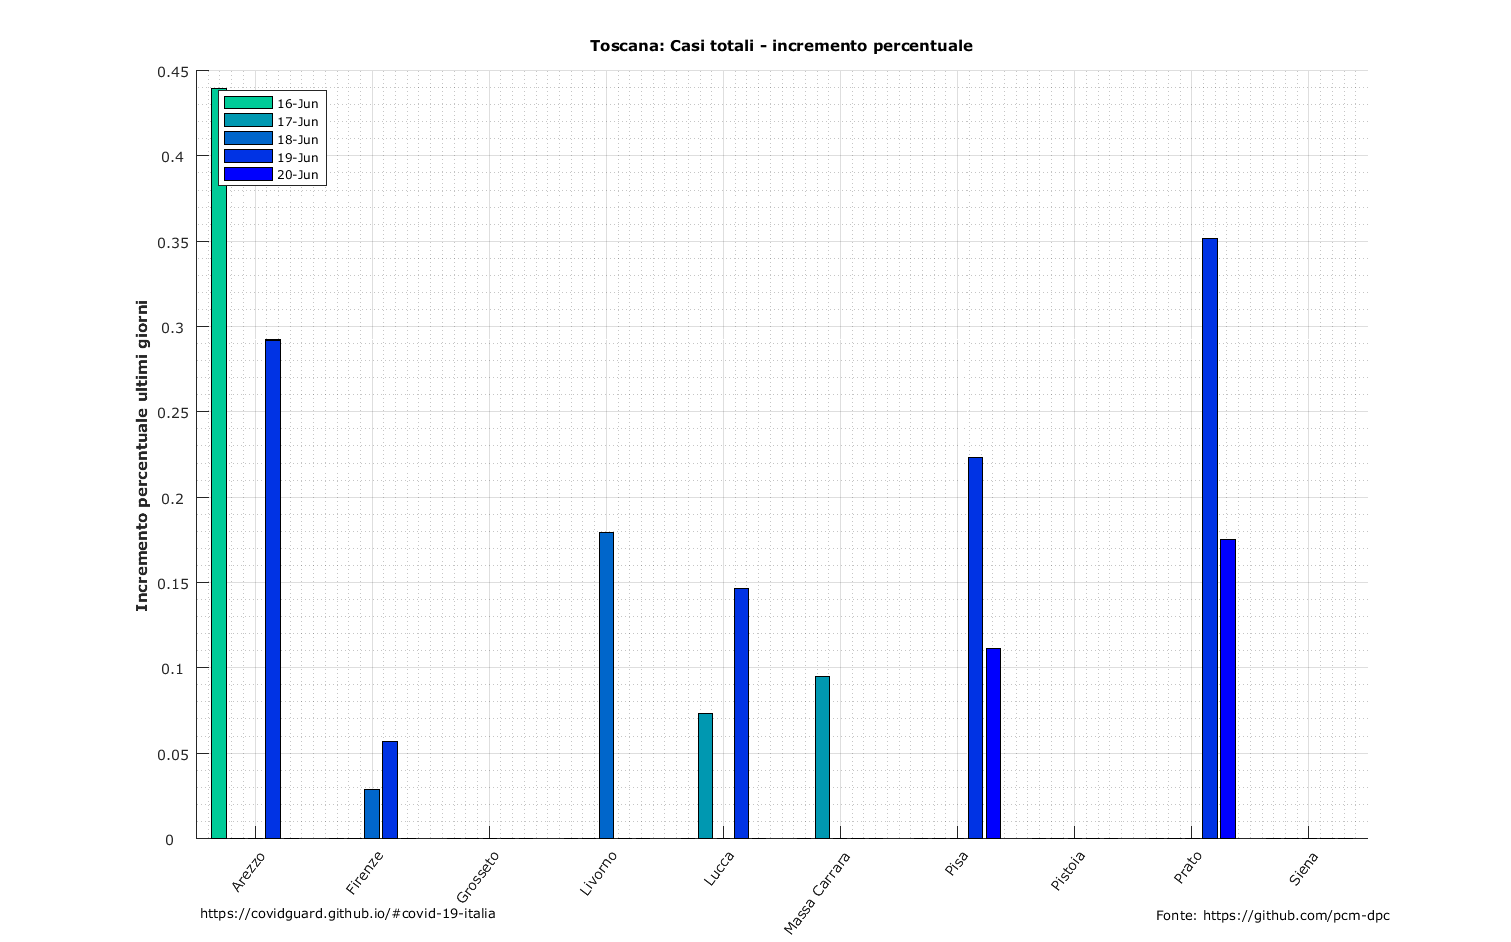 Toscana: Casi totali - incremento percentuale
Incremento percentuale ultimi giorni
0.45
0.4
0.35
0.3
0.25
0.2
0.15
0.1
0.05
0
16-Jun
17-Jun
18-Jun
19-Jun
20-Jun
Arezzo
Firenze
Grosseto
Livorno
Lucca
Massa Carrara
Pisa
Pistoia
Prato
Siena
https://covidguard.github.io/#covid-19-italia
Fonte: https://github.com/pcm-dpc